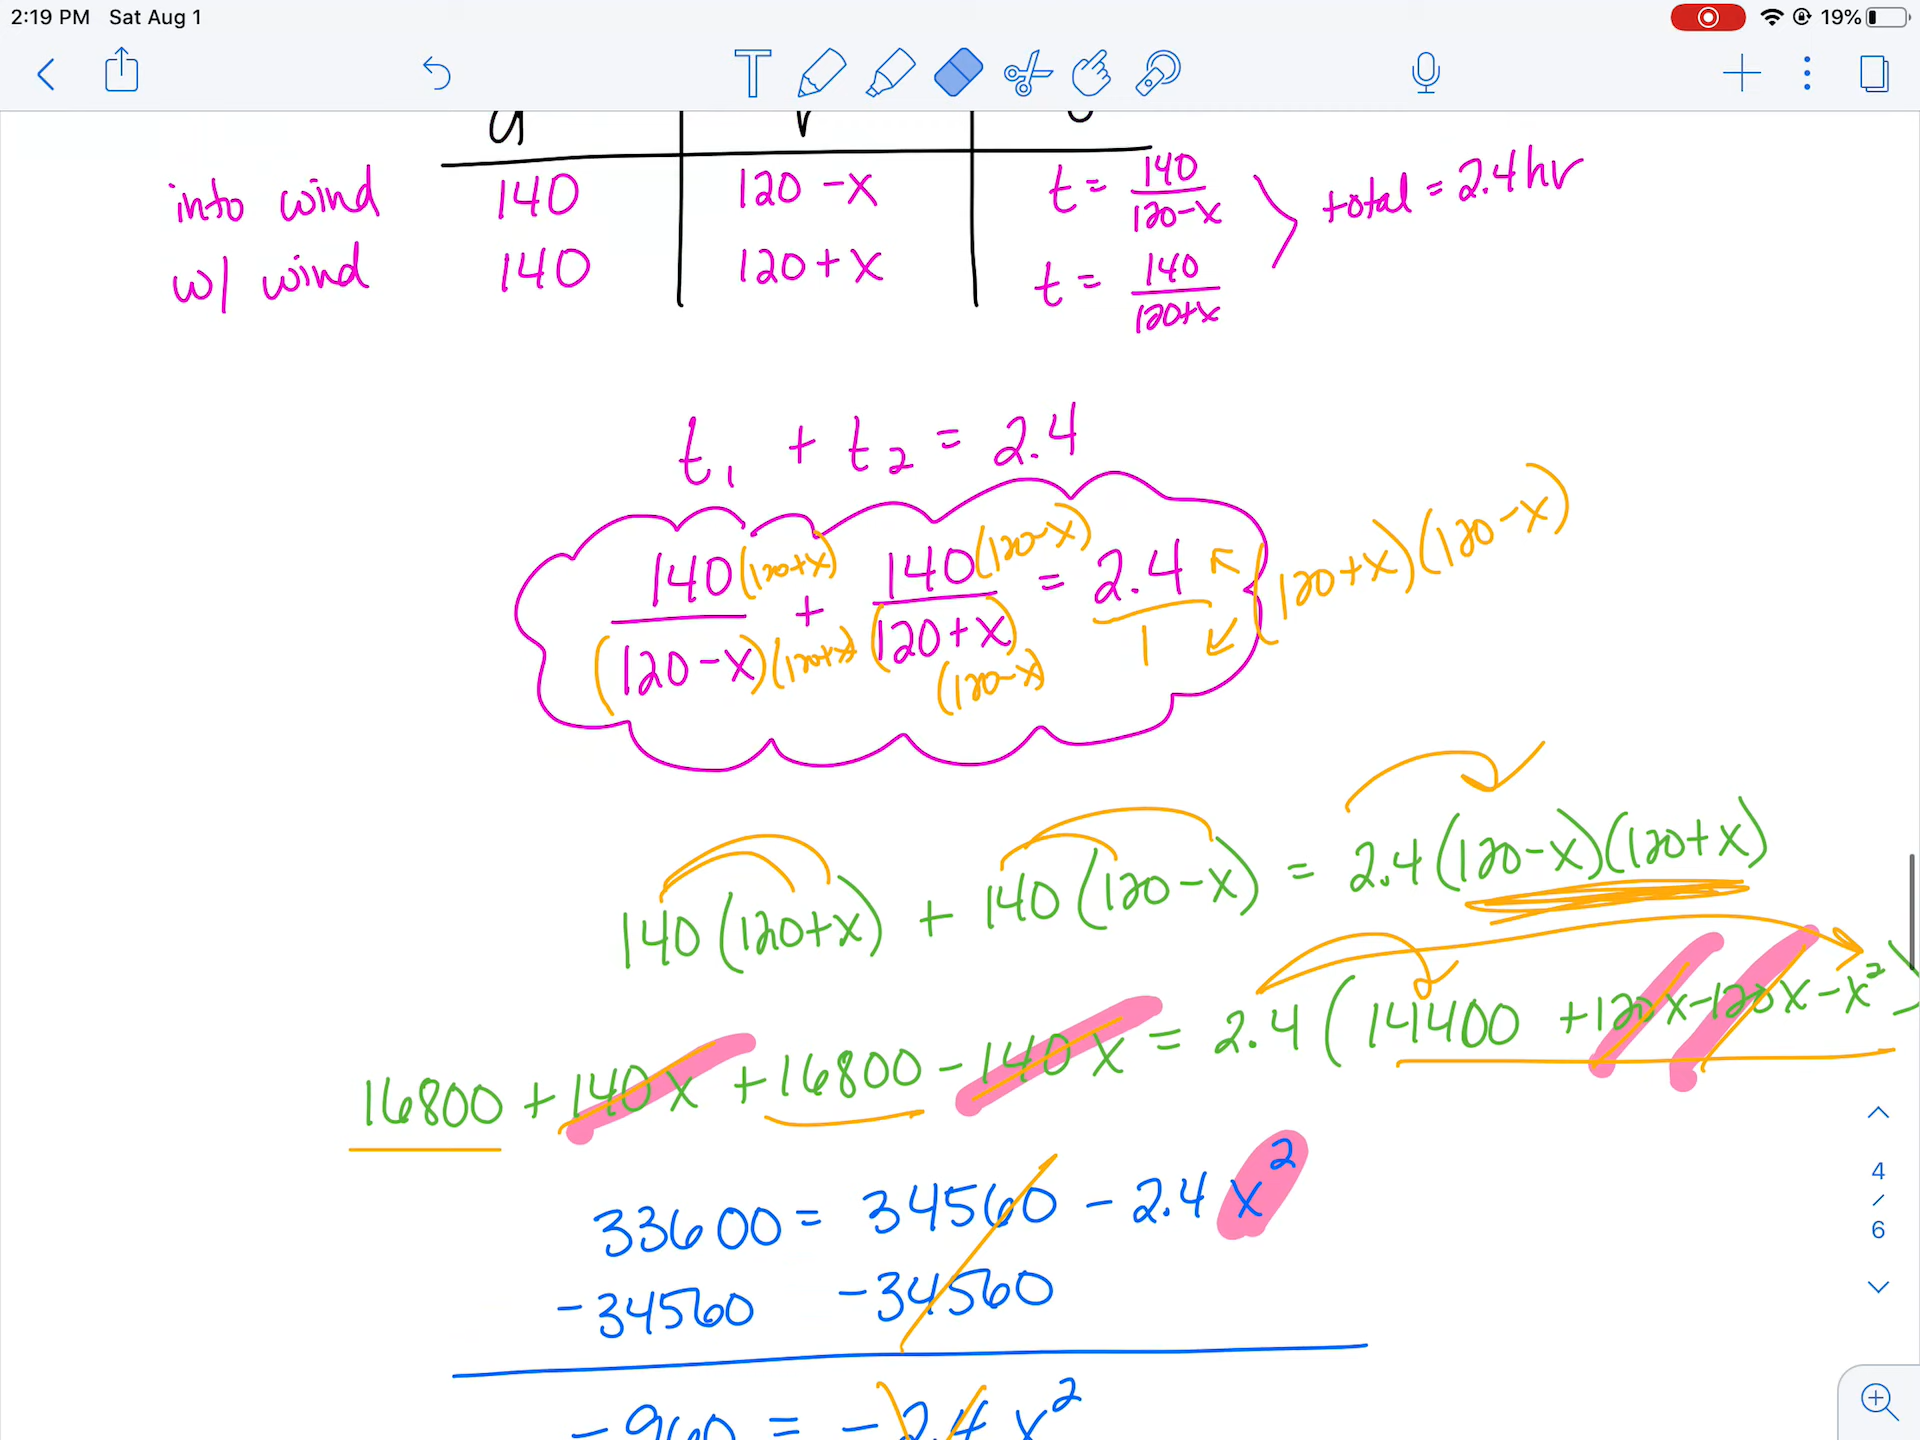 2:19 PM Sat Aug 1 19%
d r
into wind 140 120 - x t = 140/(120-x) total = 2.4 hr
w/ wind 140 120 + x t = 140/(120+x)
t₁ + t₂ = 2.4
140(120+x)/(120-x)(120+x) + 140(120-x)/(120+x)(120-x) = 2.4/1 (120+x)(120-x)
140(120+x) + 140(120-x) = 2.4(120-x)(120+x)
16800 + 140x + 16800 - 140x = 2.4(14400 + 120x - 120x - x²)
33600 = 34560 - 2.4x²
-34560 -34560
-960 = -2.4x²
4
/
6